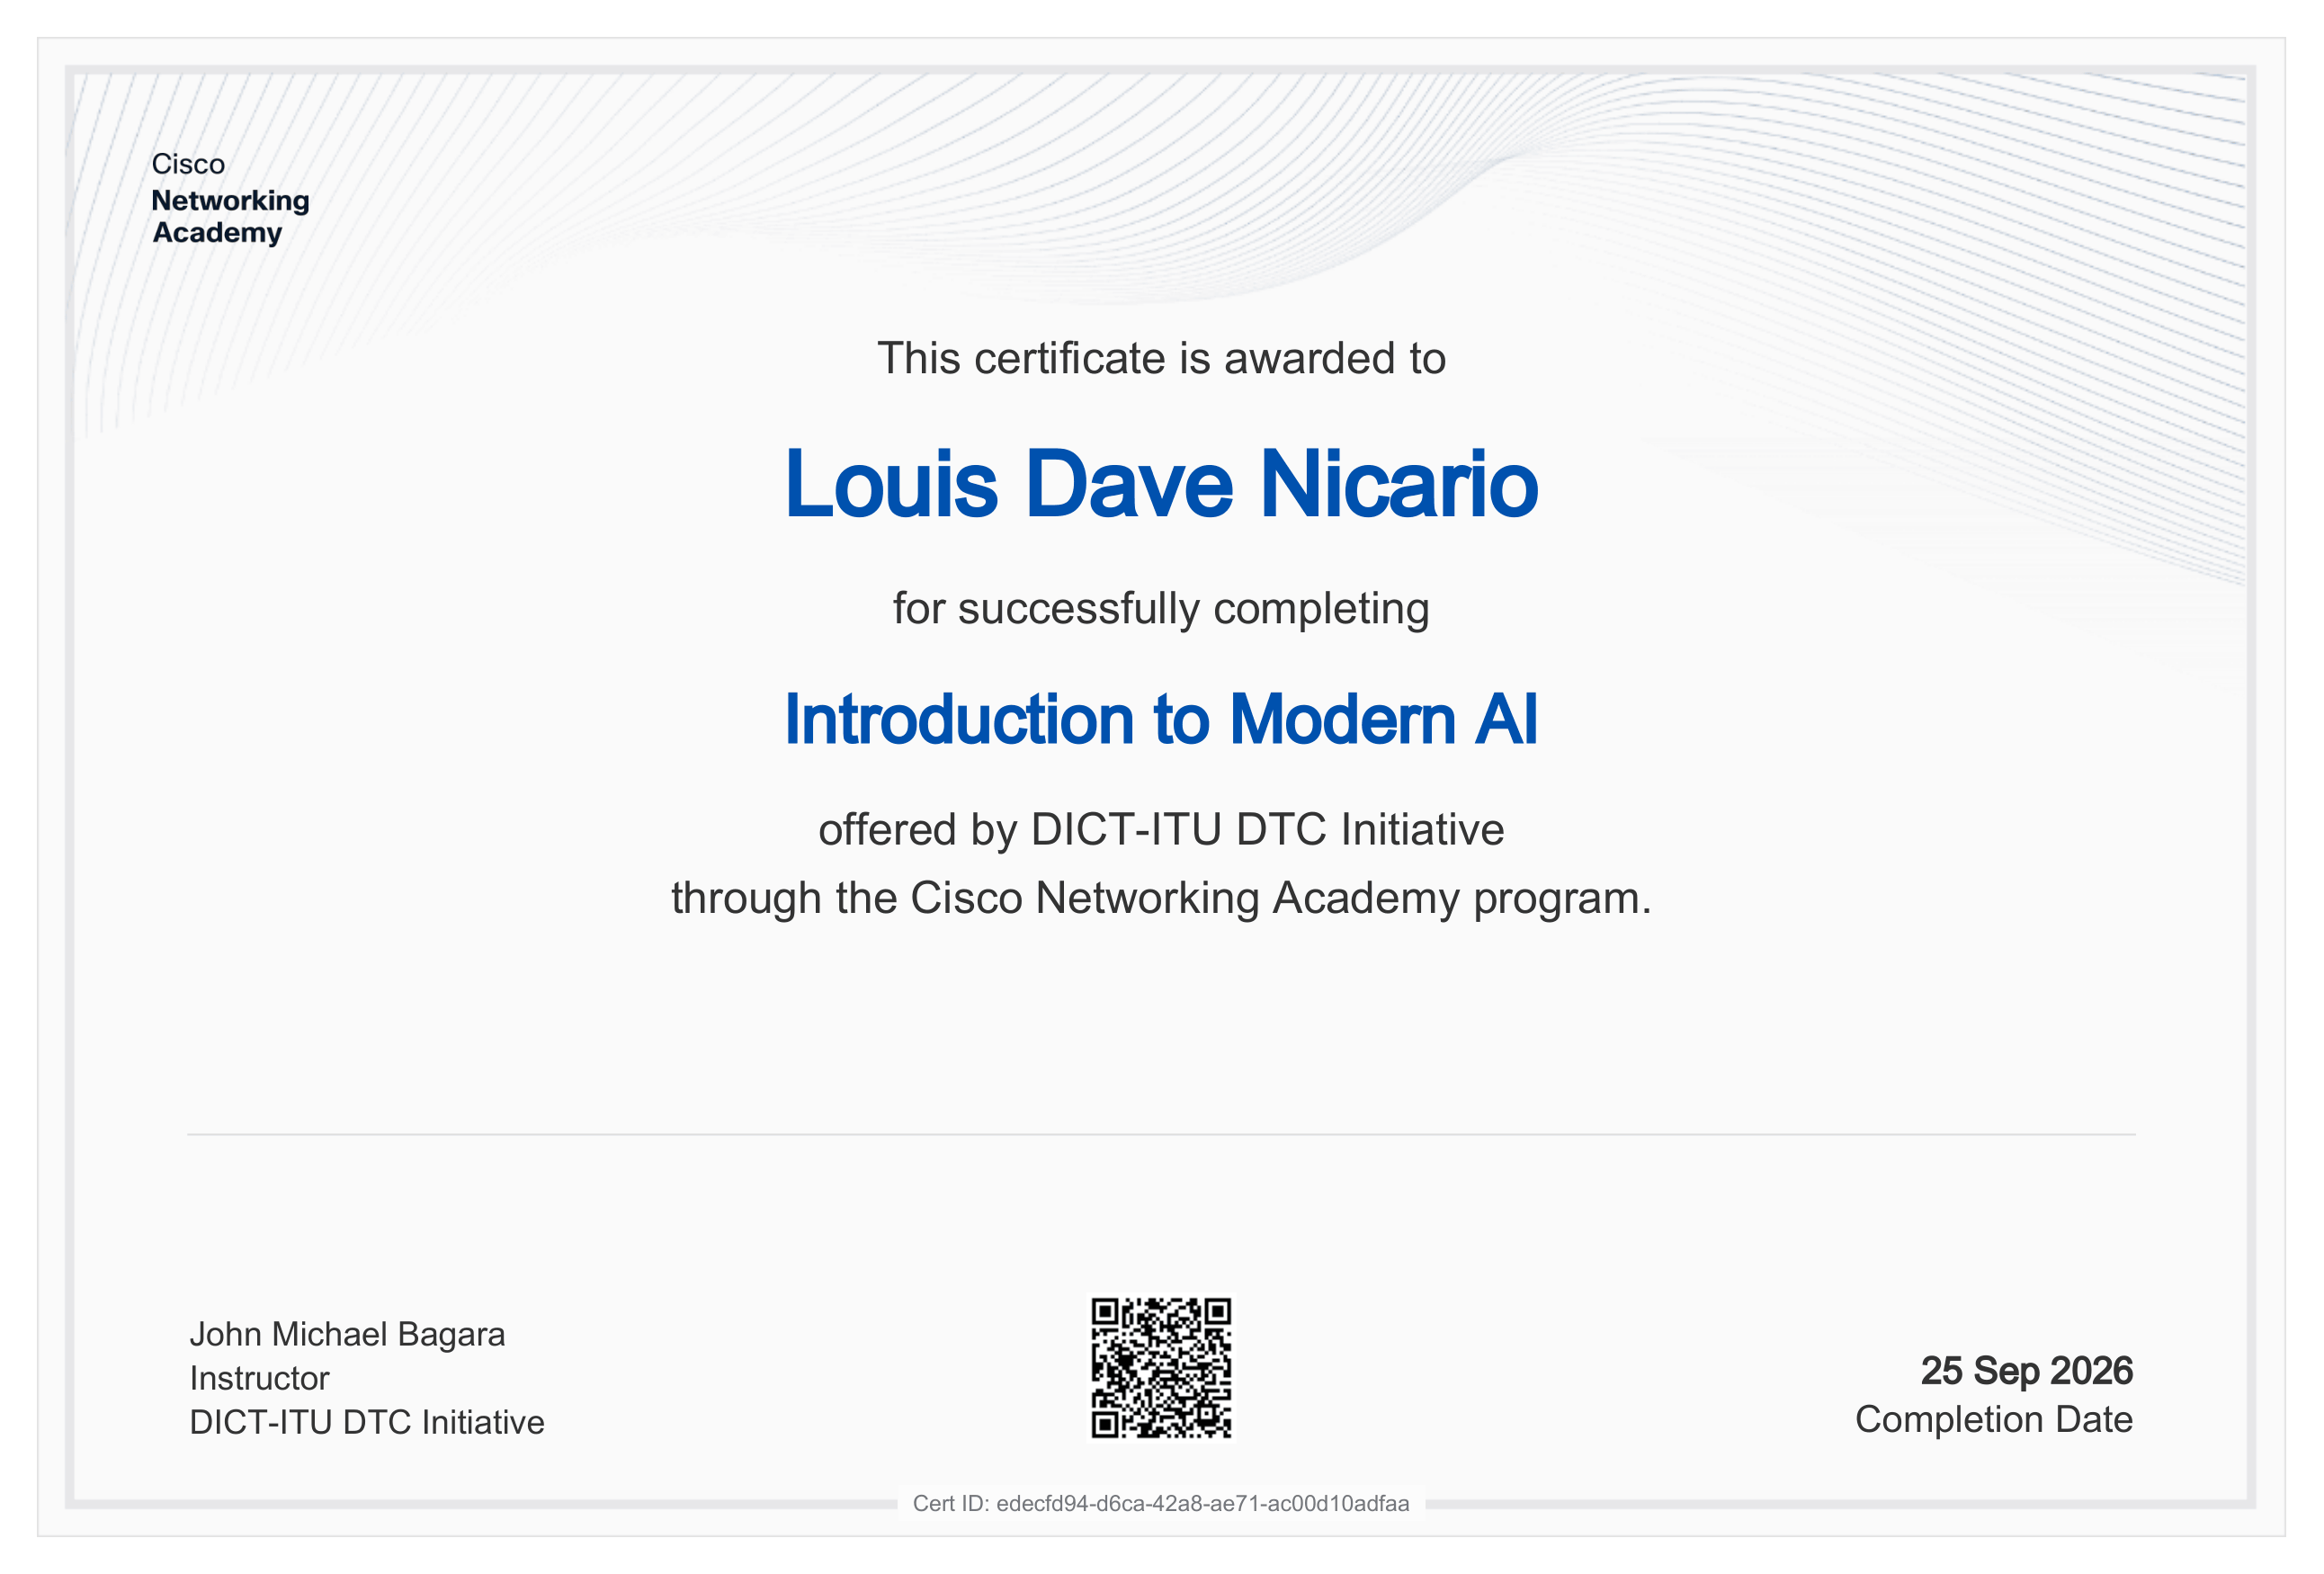 Cisco
Networking
Academy
This certificate is awarded to
Louis Dave Nicario
for successfully completing
Introduction to Modern AI
offered by DICT-ITU DTC Initiative
through the Cisco Networking Academy program.
John Michael Bagara
Instructor
DICT-ITU DTC Initiative
25 Sep 2026
Completion Date
Cert ID: edecfd94-d6ca-42a8-ae71-ac00d10adfaa